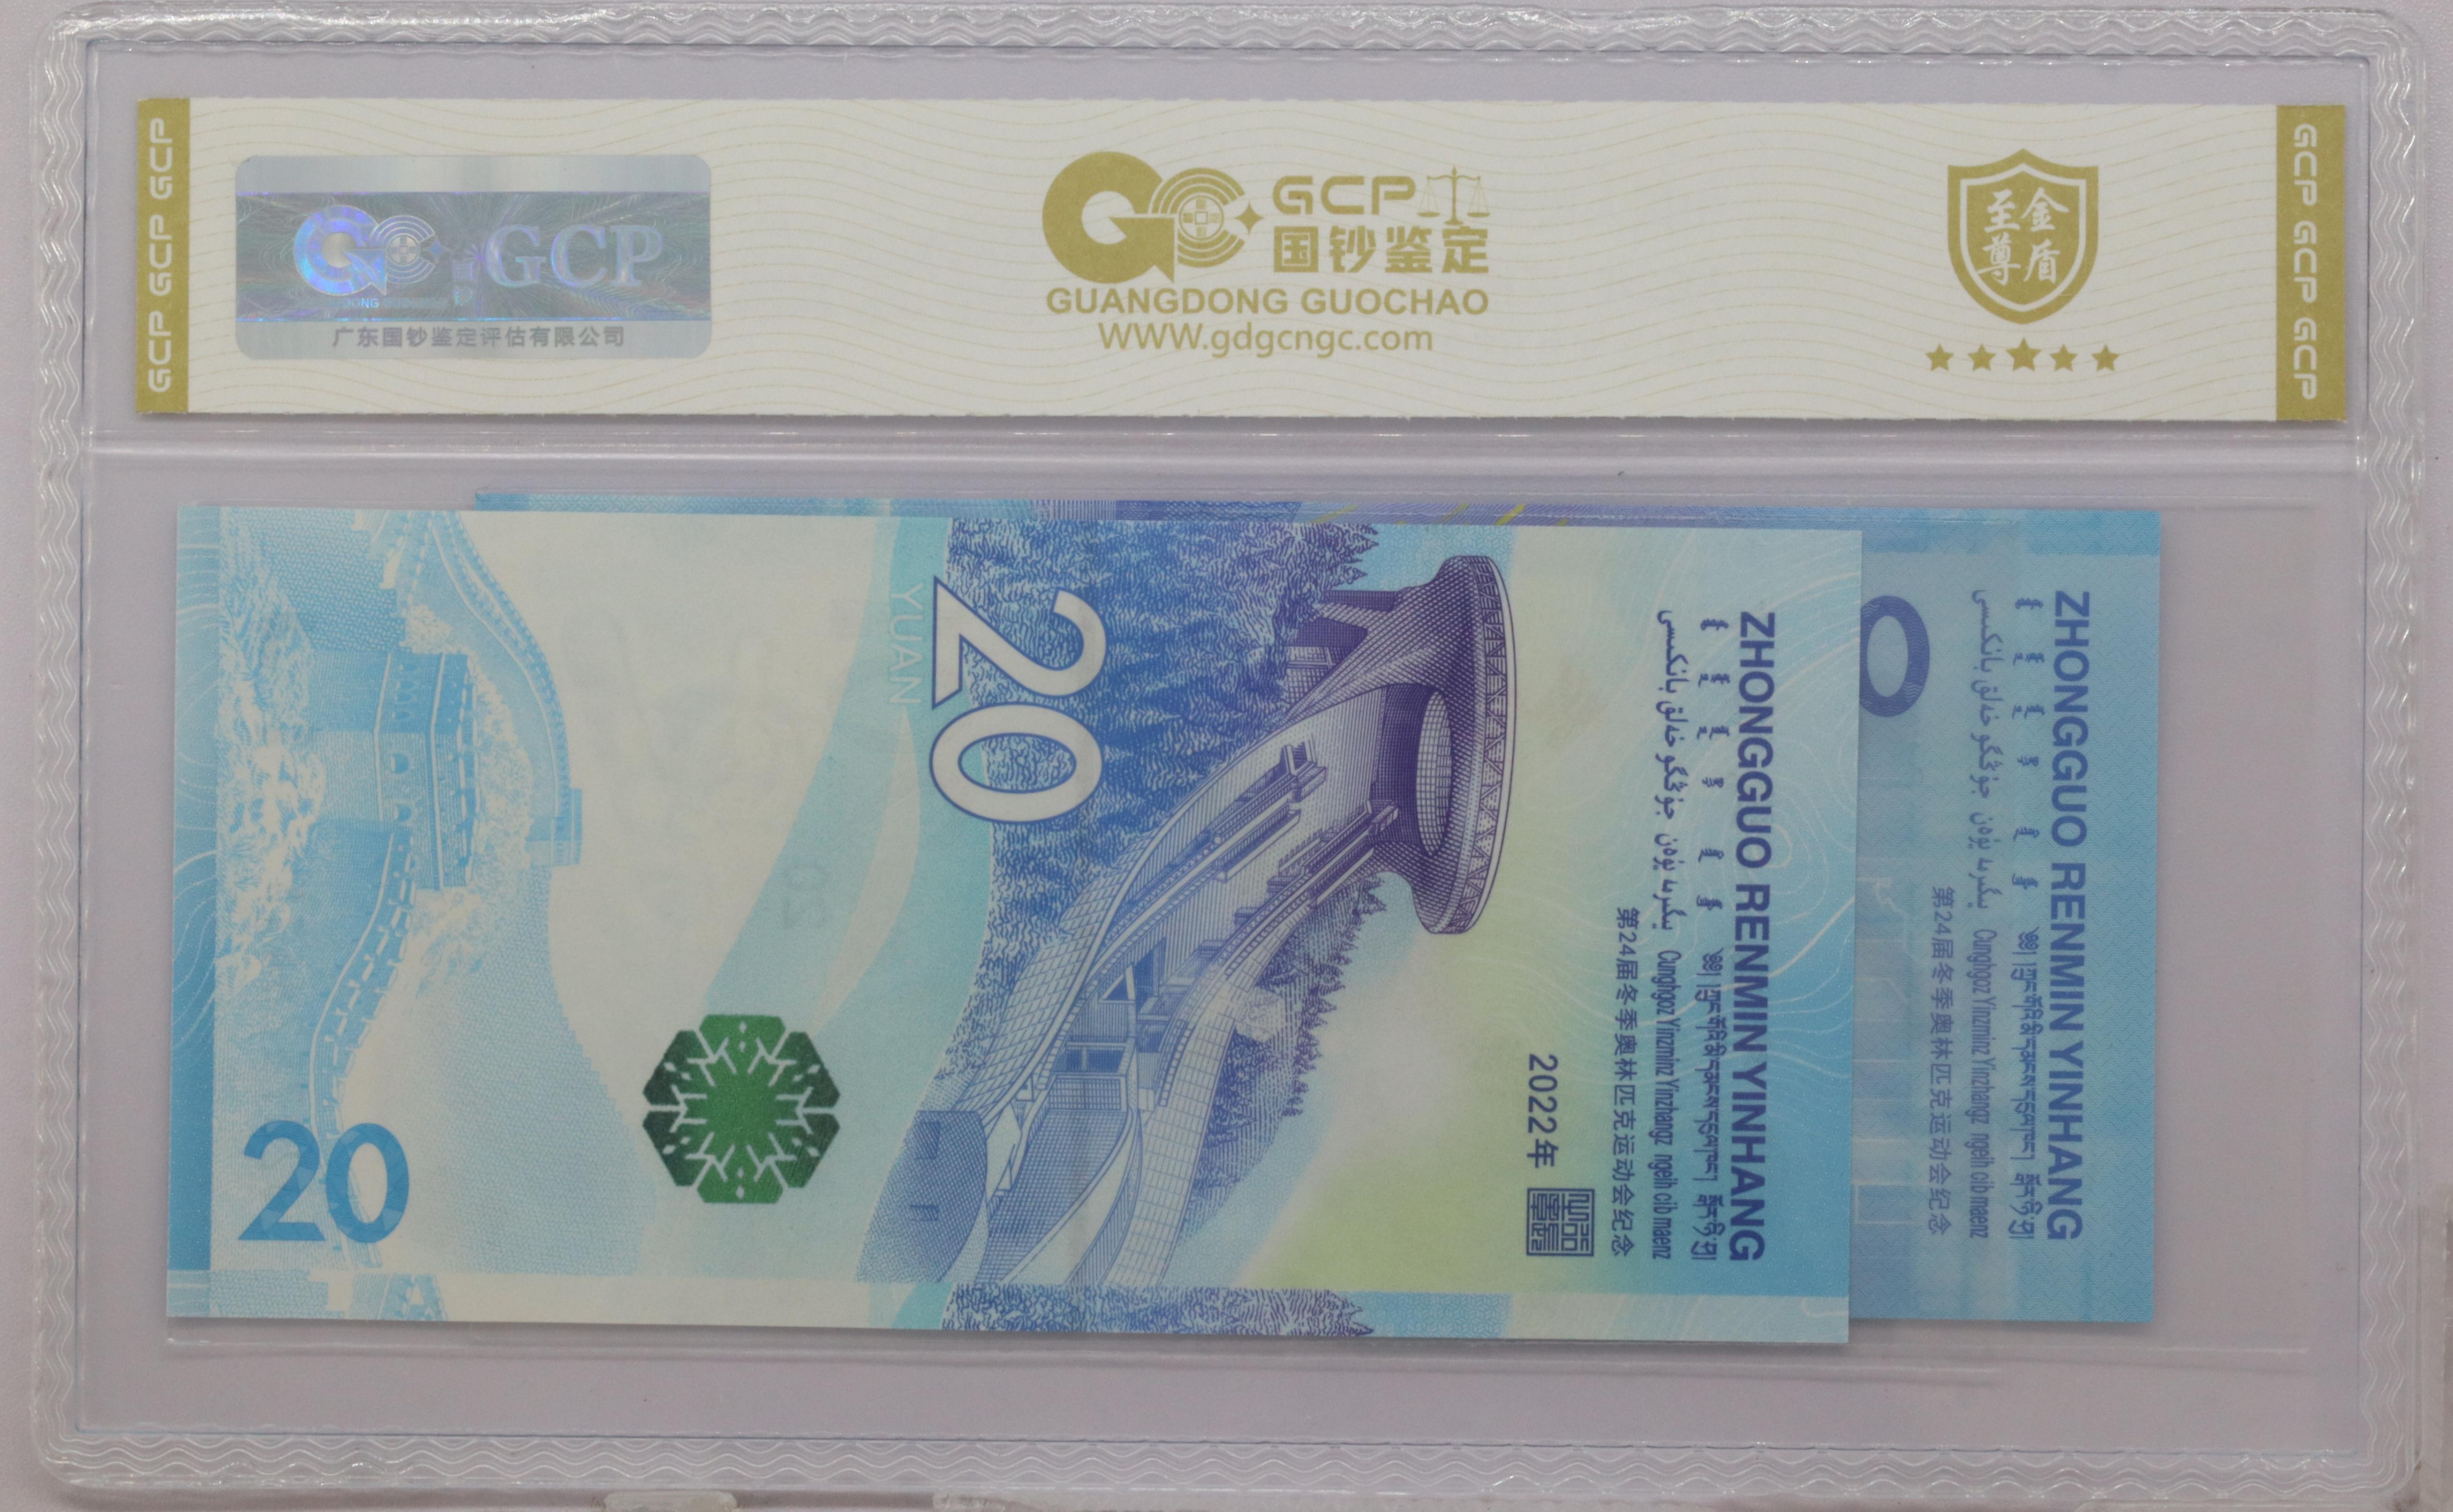 GCP GCP GCP
GCP
广东国钞鉴定评估有限公司
GCP
国钞鉴定
GUANGDONG GUOCHAO
WWW.gdgcngc.com
至尊
金盾
GCP GCP GCP
ZHONGGUO RENMIN YINHANG
Cunghgoz Yinzminz Yinzhangz ngeih cib maenz
第24届冬季奥林匹克运动会纪念
2022年
20
YUAN
20
ZHONGGUO RENMIN YINHANG
Cunghgoz Yinzminz Yinzhangz ngeih cib maenz
第24届冬季奥林匹克运动会纪念
0